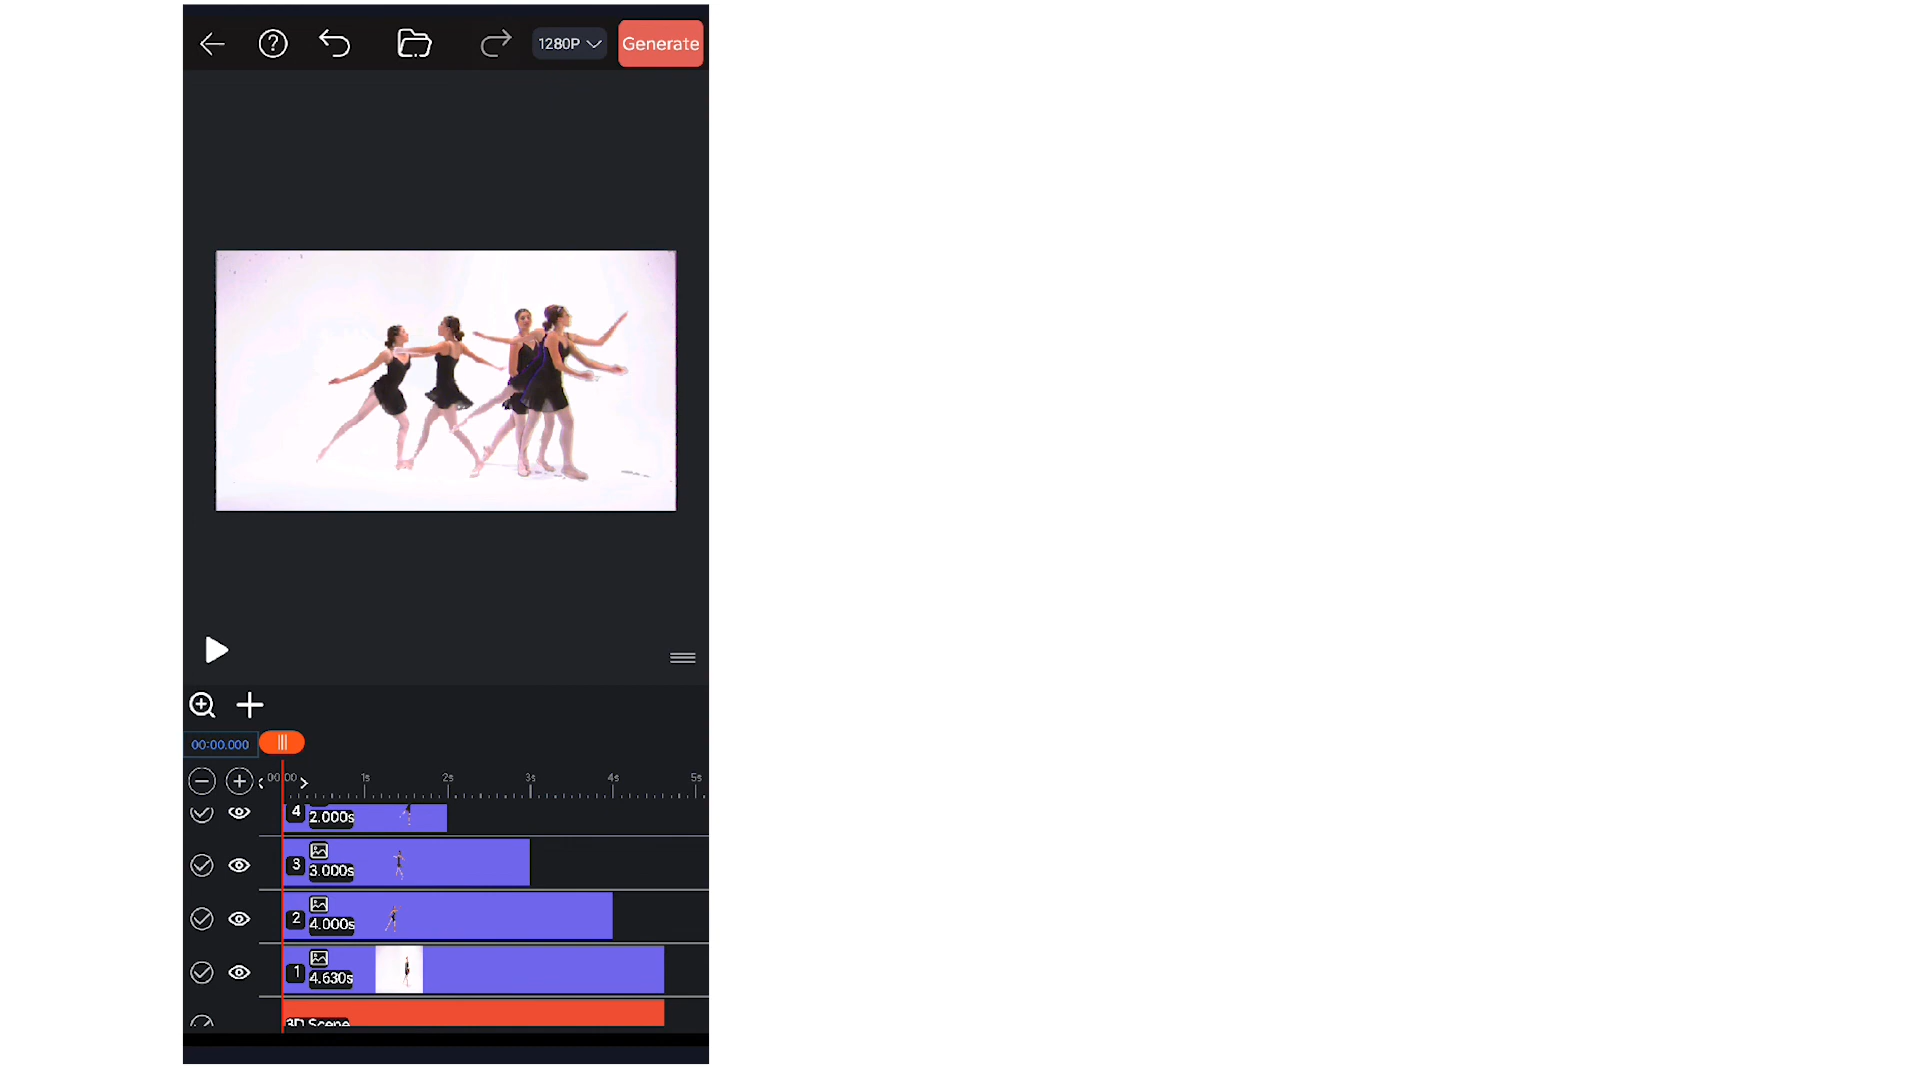 1280P Generate
00:00.000
00:00 1s 2s 3s 4s 5s
4 2.000s
3 3.000s
2 4.000s
1 4.630s
3D Scene